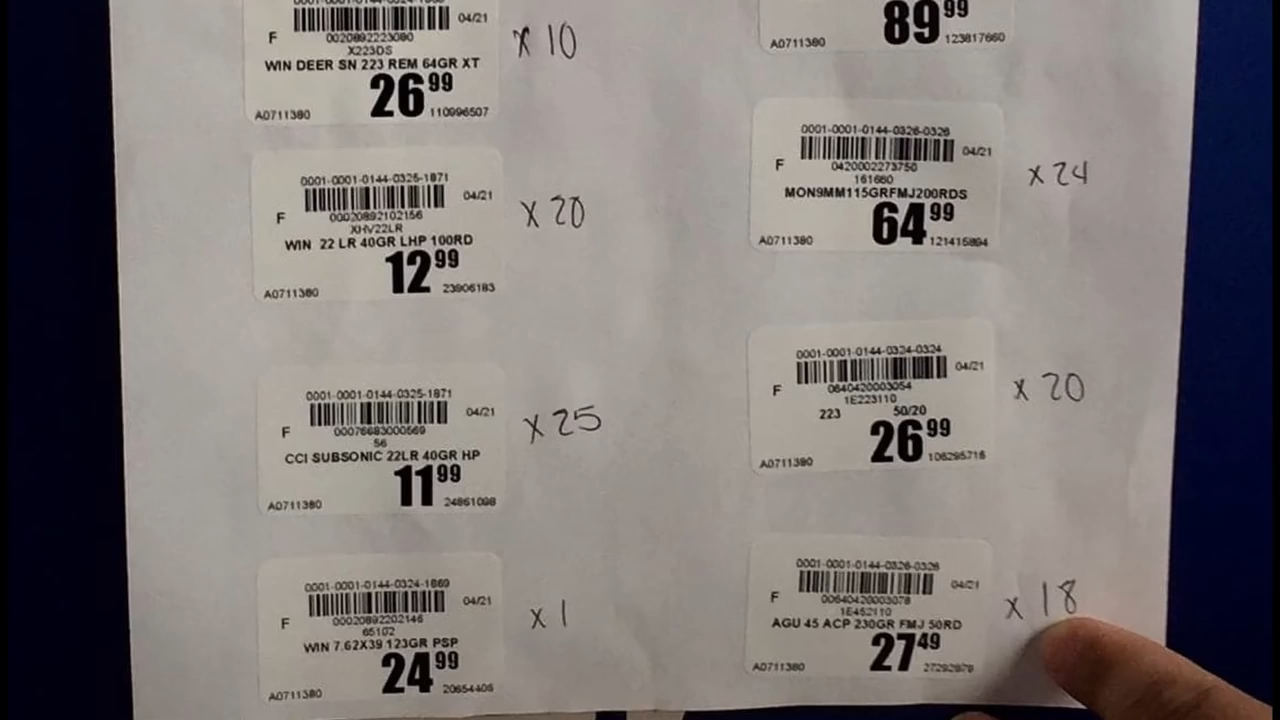 04/21
F
0020892223080
X223DS
WIN DEER SN 223 REM 64GR XT
26 99
A0711380
110996507
X 10
0001-0001-0144-0325-1871
04/21
F
00020892102156
XHV22LR
WIN 22 LR 40GR LHP 100RD
12 99
A0711380
23906183
X 20
0001-0001-0144-0325-1871
04/21
F
00076683000569
56
CCI SUBSONIC 22LR 40GR HP
11 99
A0711380
24861098
X 25
0001-0001-0144-0324-1869
04/21
F
00020892202146
65102
WIN 7.62X39 123GR PSP
24 99
A0711380
20654406
X 1
89 99
A0711380
123817660
0001-0001-0144-0326-0326
04/21
F
0420002273750
161660
MON9MM115GRFMJ200RDS
64 99
A0711380
121415894
X 24
0001-0001-0144-0324-0324
04/21
F
0640420003054
1E223110
223 50/20
26 99
A0711380
106295716
X 20
0001-0001-0144-0326-0326
04/21
F
00640420003078
1E452110
AGU 45 ACP 230GR FMJ 50RD
27 49
A0711380
X 18